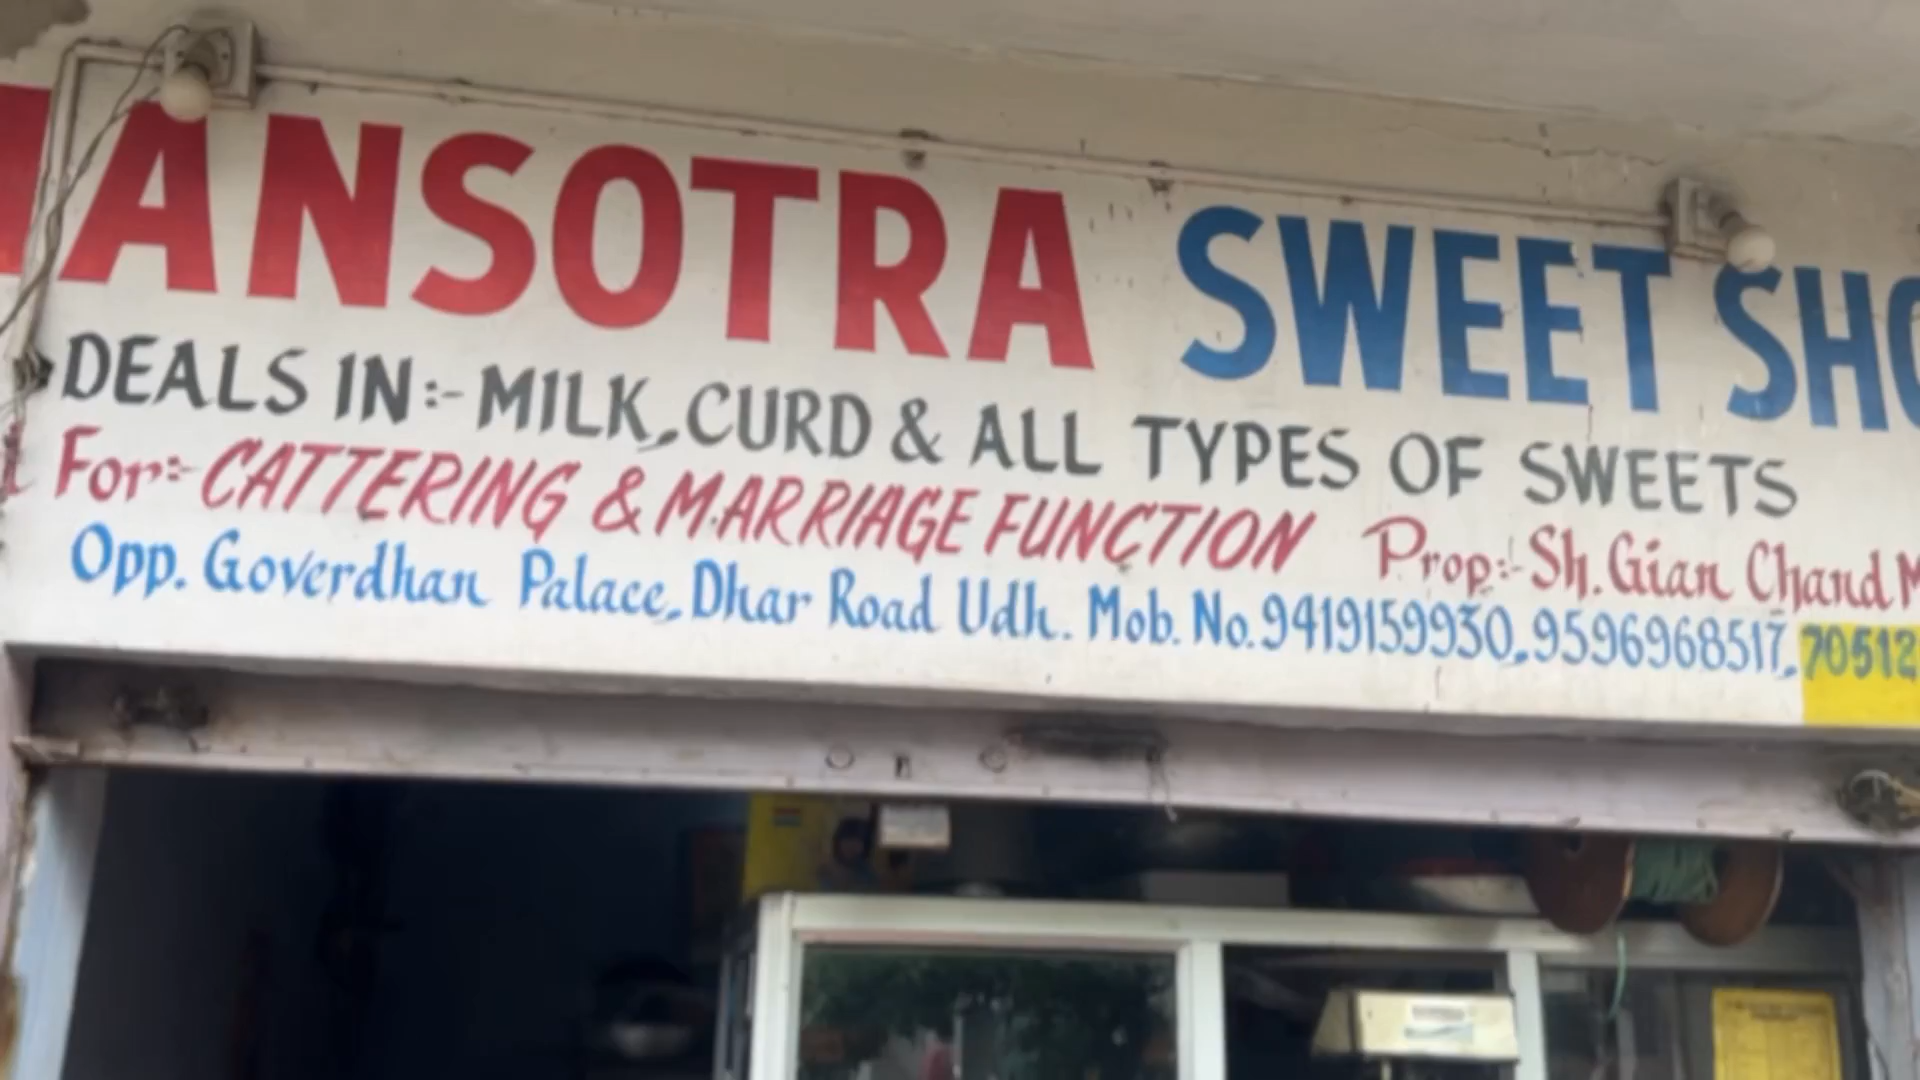 ANSOTRA SWEET SHO
DEALS IN:- MILK, CURD & ALL TYPES OF SWEETS
For:- CATTERING & MARRIAGE FUNCTION Prop:- Sh. Gian Chand M
Opp. Goverdhan Palace, Dhar Road Udh. Mob. No. 9419159930, 9596968517, 70512